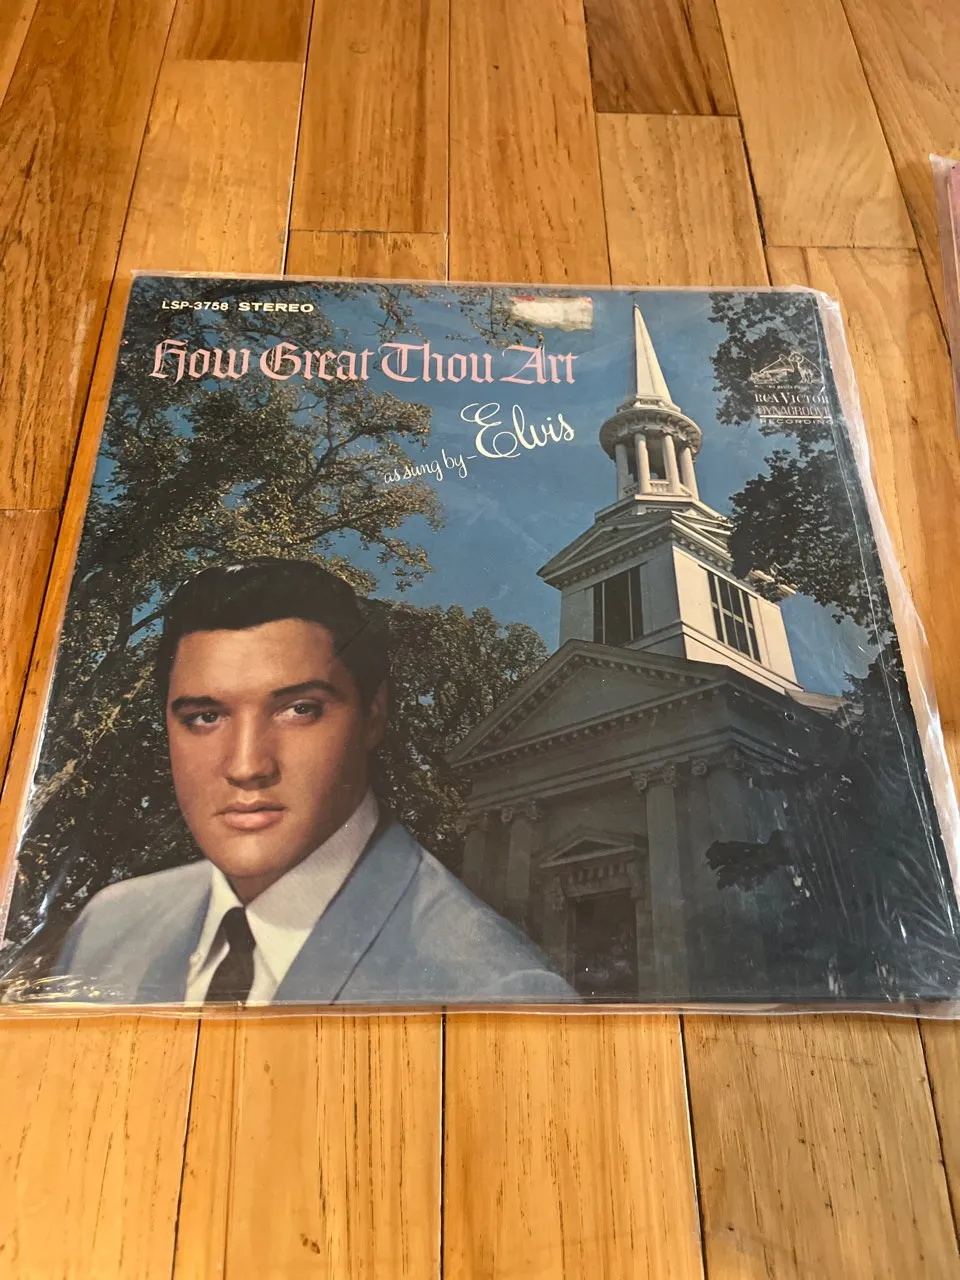 LSP-3758 STEREO
How Great Thou Art
as sung by- Elvis
RCA VICTOR
DYNAGROOVE
RECORDING